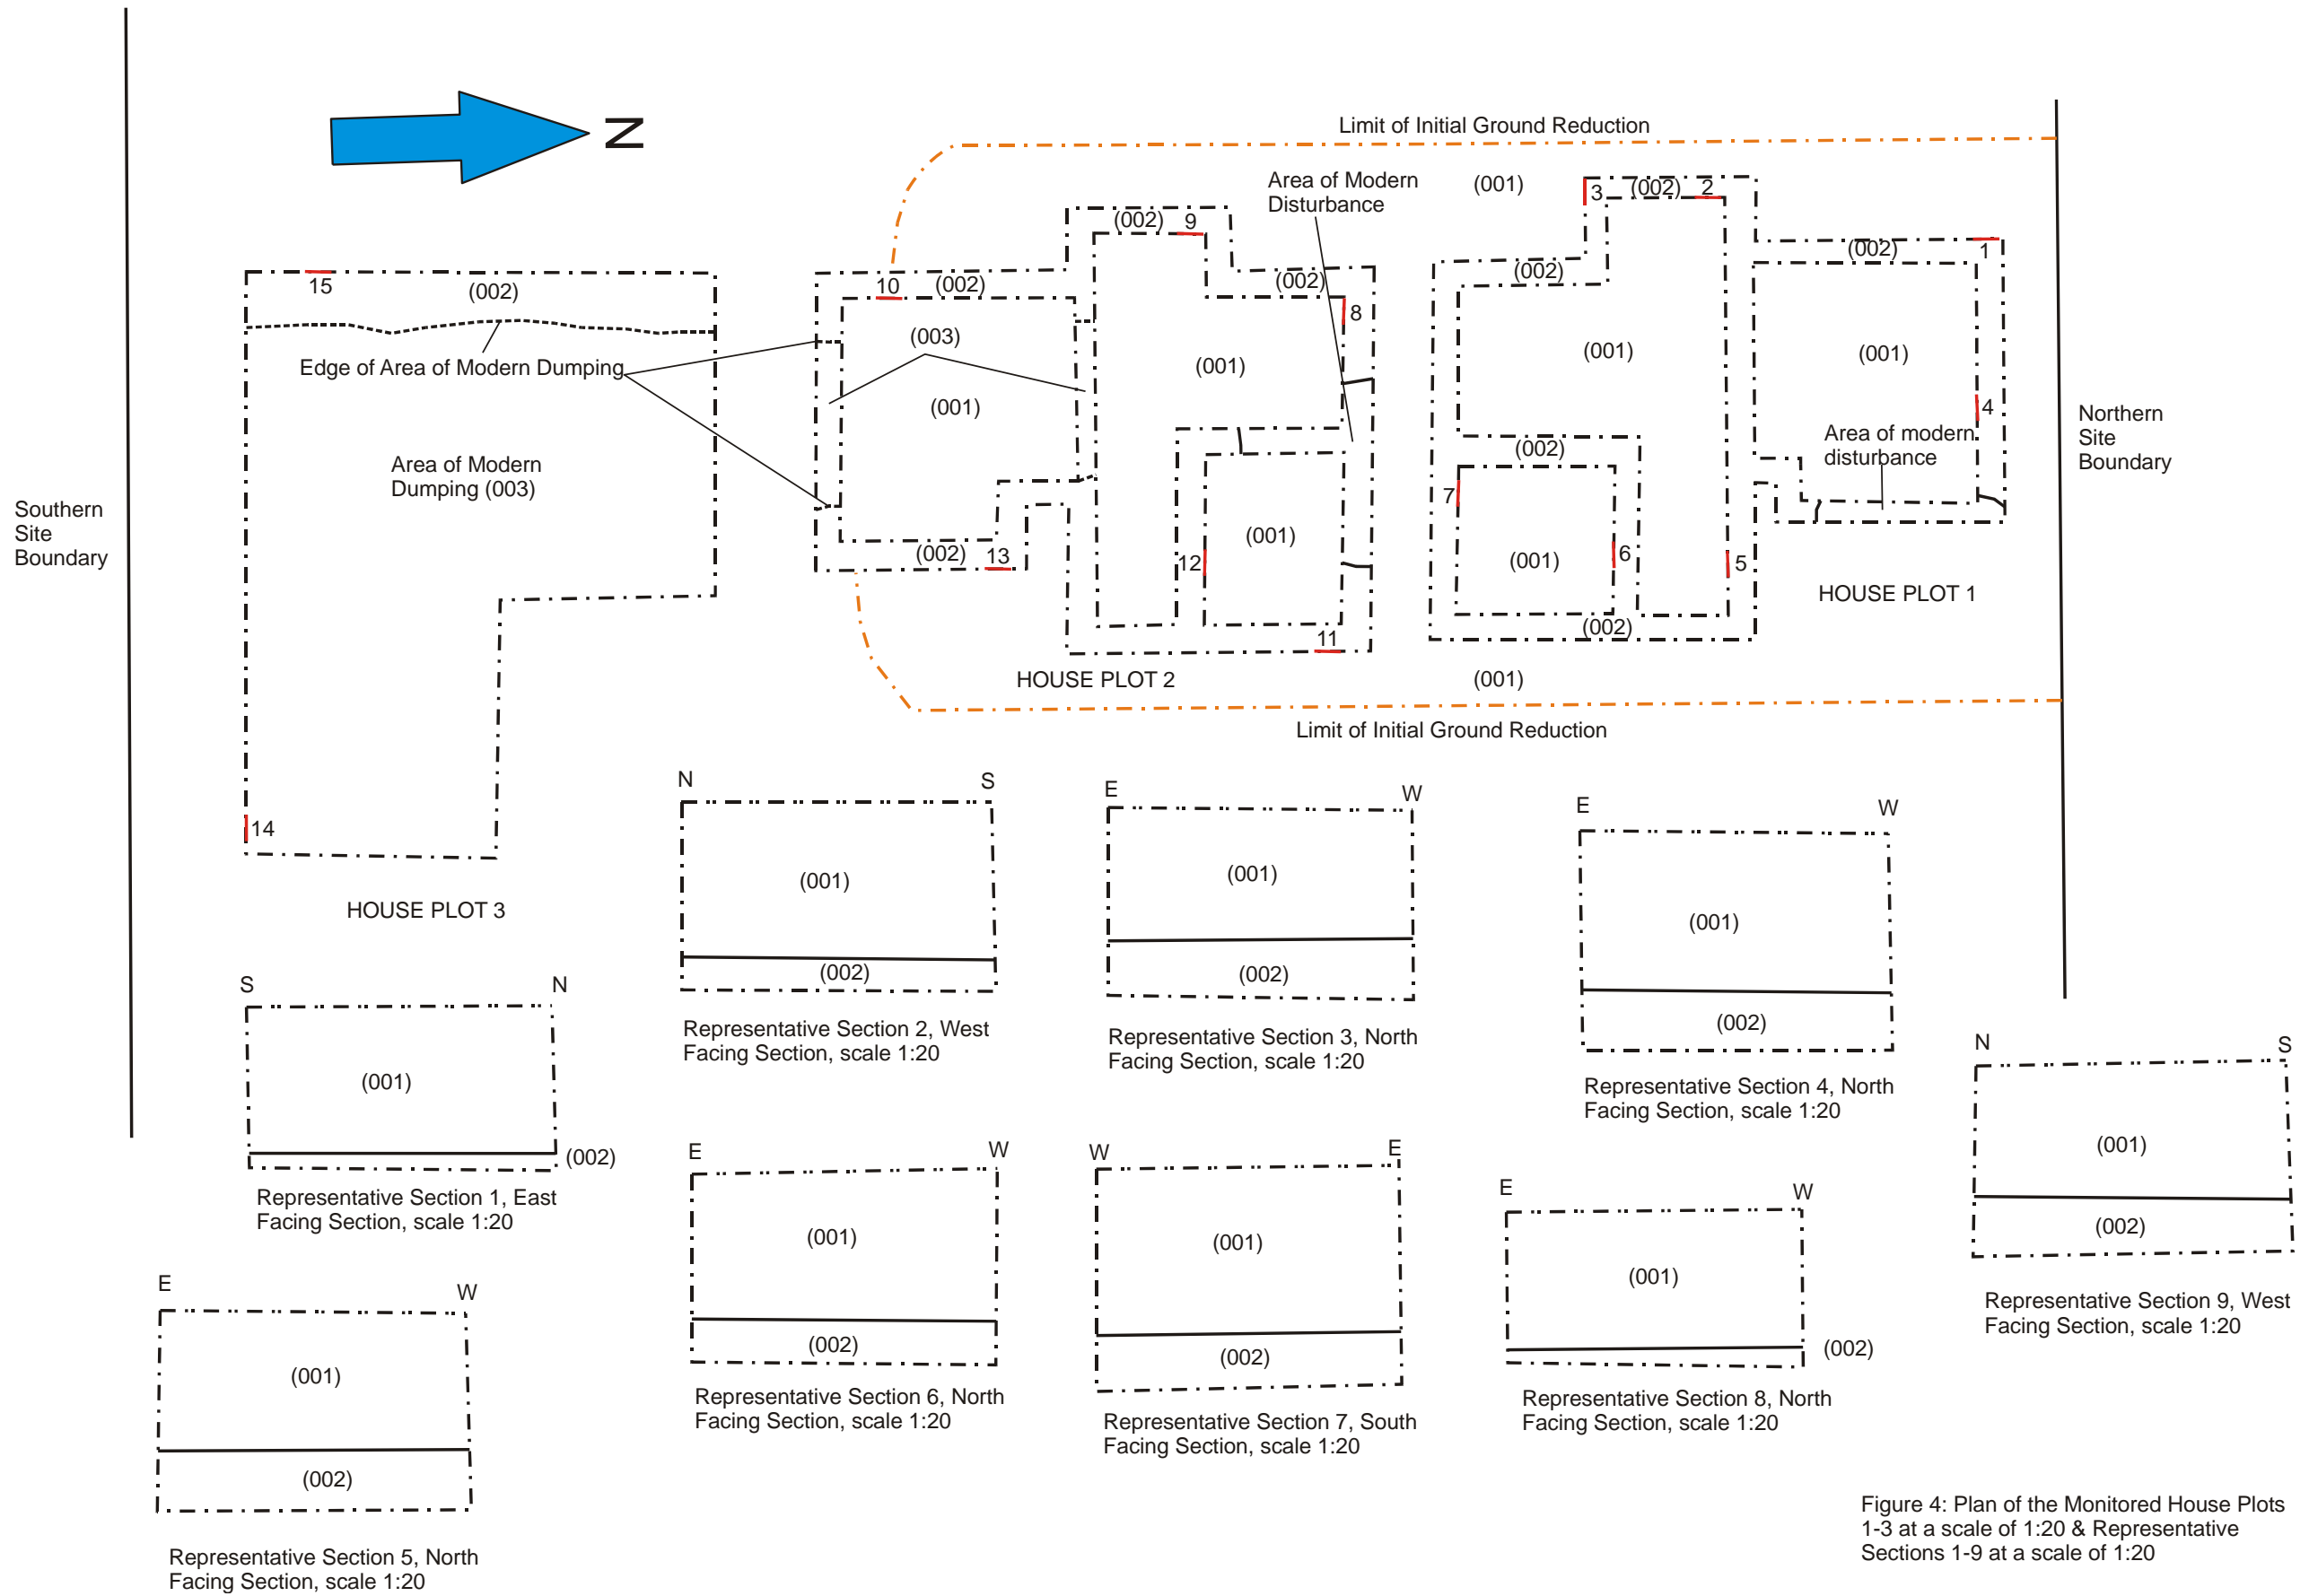 N
Limit of Initial Ground Reduction
Area of Modern
Disturbance
(001)
3
(002)
2
(002)
9
(002)
1
15
(002)
10
(002)
(002)
(002)
8
(003)
(001)
(001)
(001)
Edge of Area of Modern Dumping
(001)
4
Northern
Site
Boundary
Area of modern
disturbance
(002)
Area of Modern
Dumping (003)
7
Southern
Site
Boundary
(002)
13
12
(001)
(001)
6
5
HOUSE PLOT 1
(002)
11
HOUSE PLOT 2
(001)
Limit of Initial Ground Reduction
14
HOUSE PLOT 3
N
S
(001)
(002)
Representative Section 2, West
Facing Section, scale 1:20
E
W
(001)
(002)
Representative Section 3, North
Facing Section, scale 1:20
E
W
(001)
(002)
Representative Section 4, North
Facing Section, scale 1:20
S
N
(001)
(002)
Representative Section 1, East
Facing Section, scale 1:20
N
S
(001)
(002)
Representative Section 9, West
Facing Section, scale 1:20
E
W
(001)
(002)
Representative Section 6, North
Facing Section, scale 1:20
W
E
(001)
(002)
Representative Section 7, South
Facing Section, scale 1:20
E
W
(001)
(002)
Representative Section 8, North
Facing Section, scale 1:20
E
W
(001)
(002)
Representative Section 5, North
Facing Section, scale 1:20
Figure 4: Plan of the Monitored House Plots
1-3 at a scale of 1:20 & Representative
Sections 1-9 at a scale of 1:20